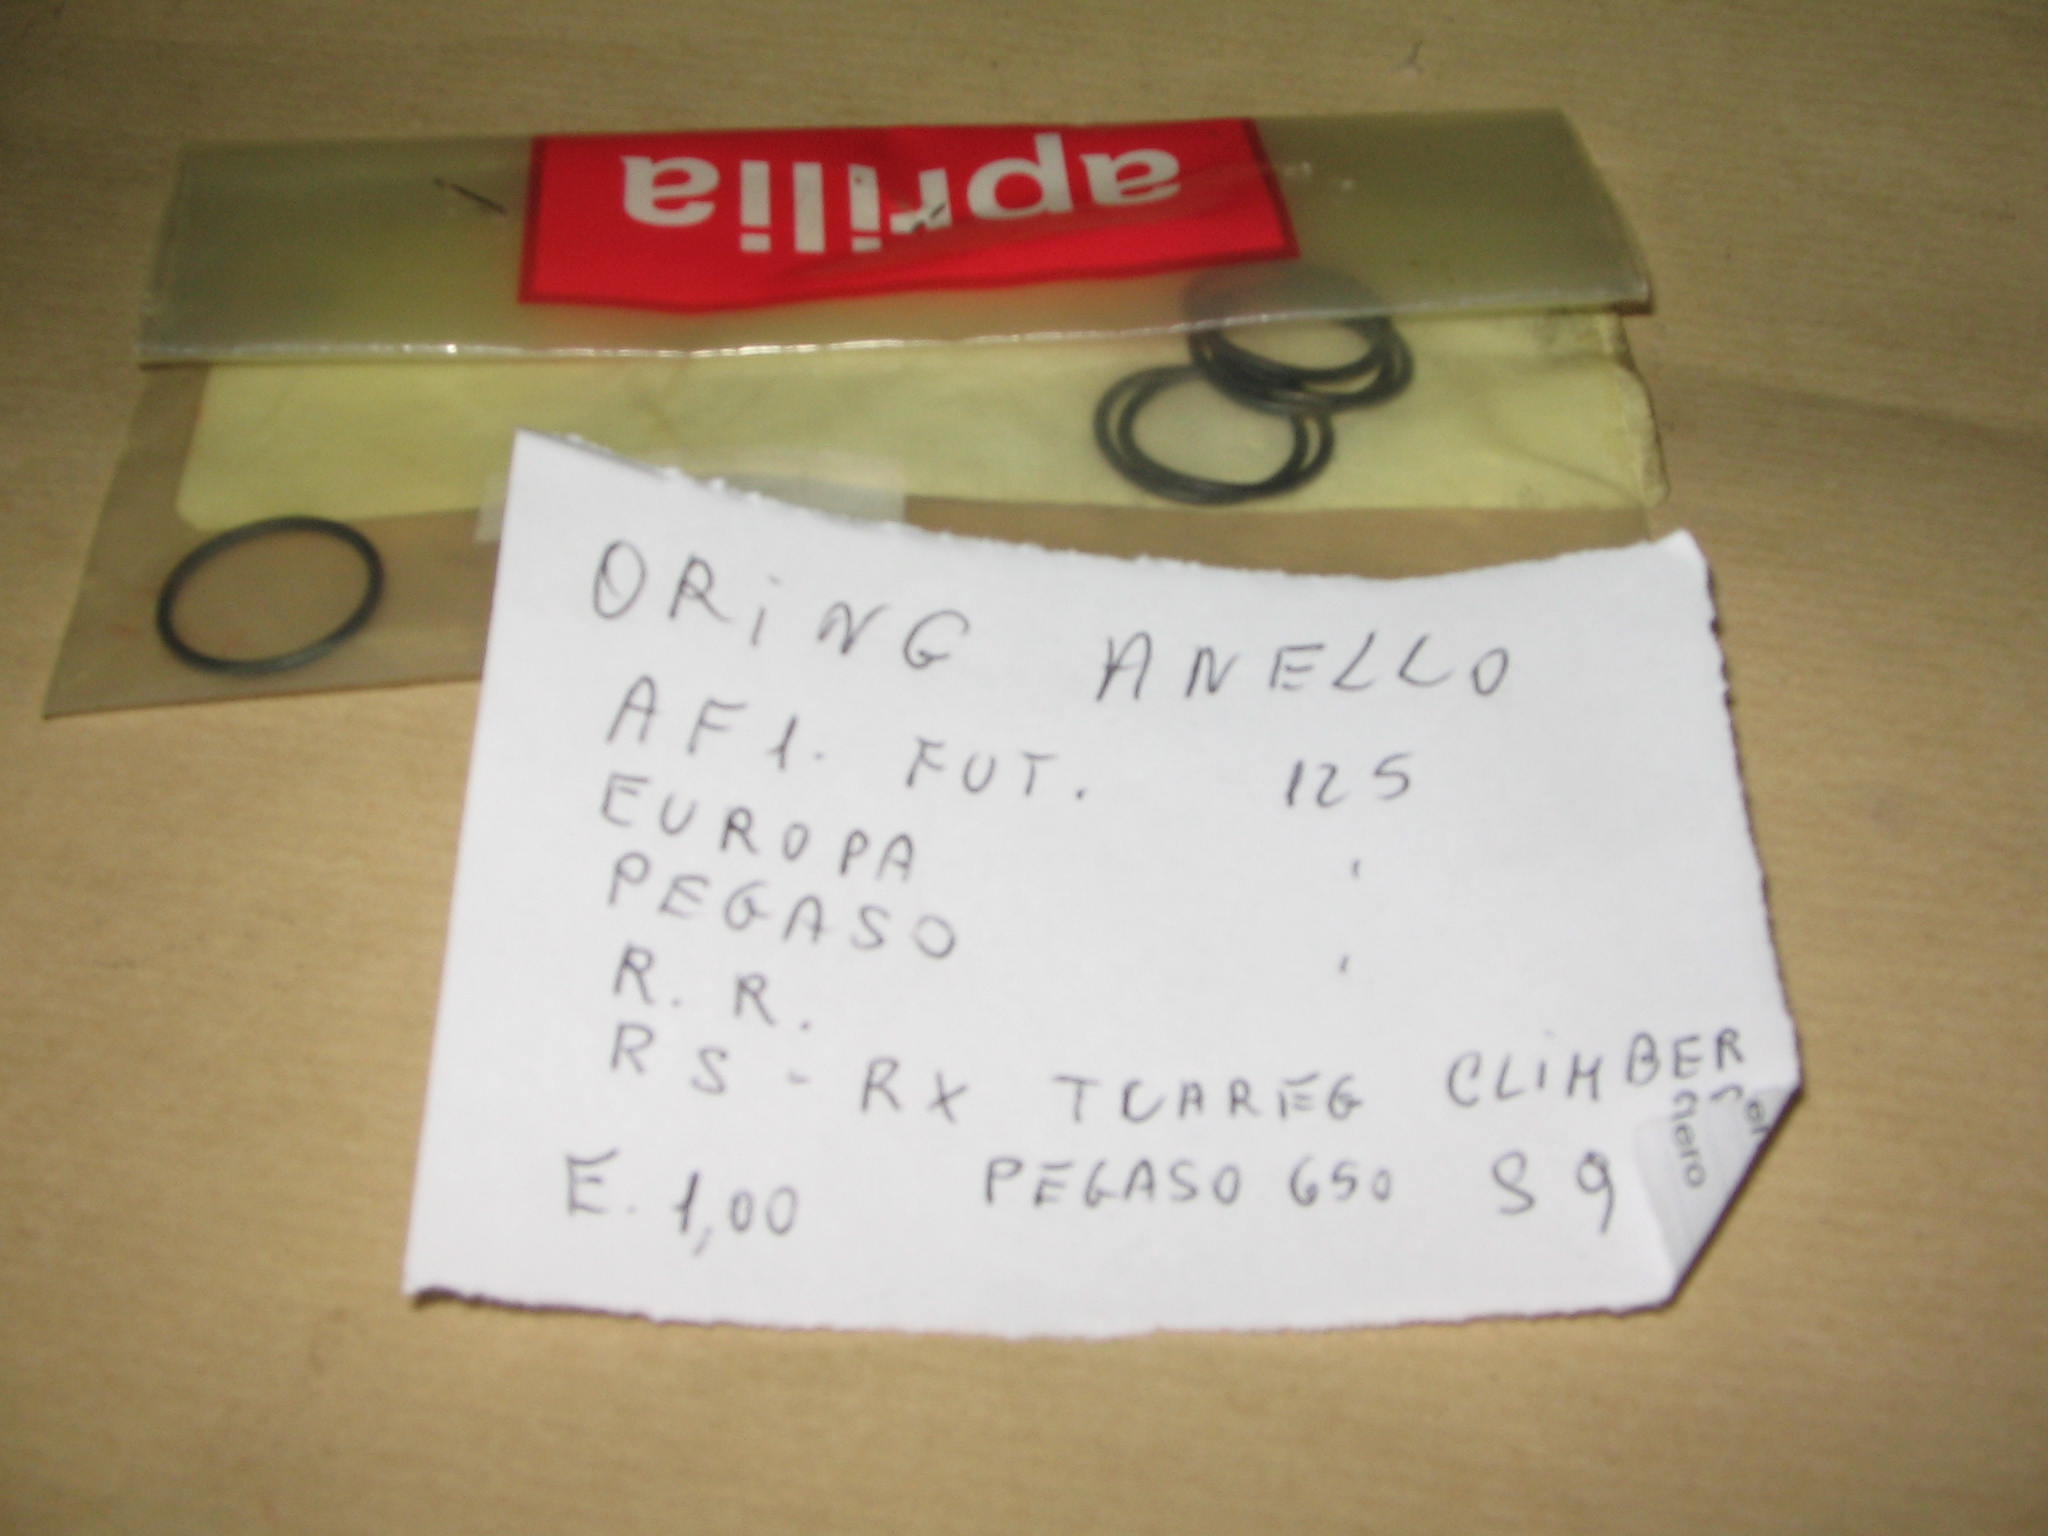 aprilia
ORiNG ANELLO
AF1. FUT. 125
EUROPA '
PEGASO '
R. R.
RS - RX TUAREG CLiMBER
E. 1,00 PEGASO 650 S 9